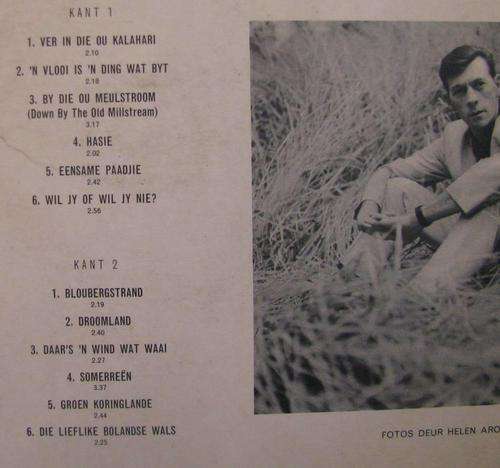 KANT 1
1. VER IN DIE OU KALAHARI
2.10
2. 'N VLOOI IS 'N DING WAT BYT
2.18
3. BY DIE OU MEULSTROOM
(Down By The Old Millstream)
3.17
4. HASIE
2.02
5. EENSAME PAADJIE
2.42
6. WIL JY OF WIL JY NIE?
2.56
KANT 2
1. BLOUBERGSTRAND
2.19
2. DROOMLAND
2.40
3. DAAR'S 'N WIND WAT WAAI
2.27
4. SOMERREËN
3.37
5. GROEN KORINGLANDE
2.44
6. DIE LIEFLIKE BOLANDSE WALS
2.25
FOTOS DEUR HELEN ARO